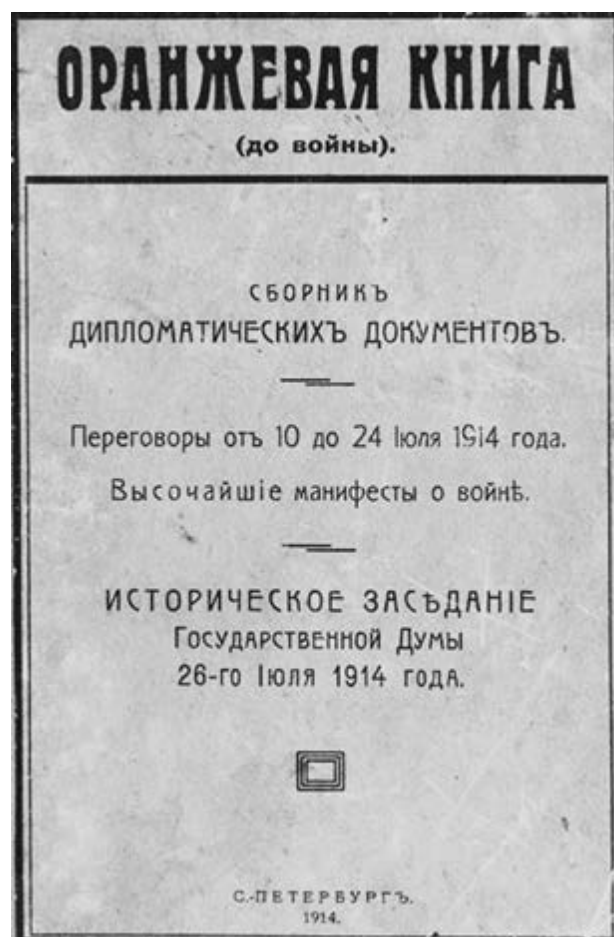 ОРАНЖЕВАЯ КНИГА
(до войны).
СБОРНИКЪ
ДИПЛОМАТИЧЕСКИХЪ ДОКУМЕНТОВЪ.
Переговоры отъ 10 до 24 Іюля 1914 года.
Высочайшіе манифесты о войнѣ.
ИСТОРИЧЕСКОЕ ЗАСѢДАНІЕ
ГОСУДАРСТВЕННОЙ ДУМЫ
26-го Іюля 1914 года.
С.-ПЕТЕРБУРГЪ.
1914.